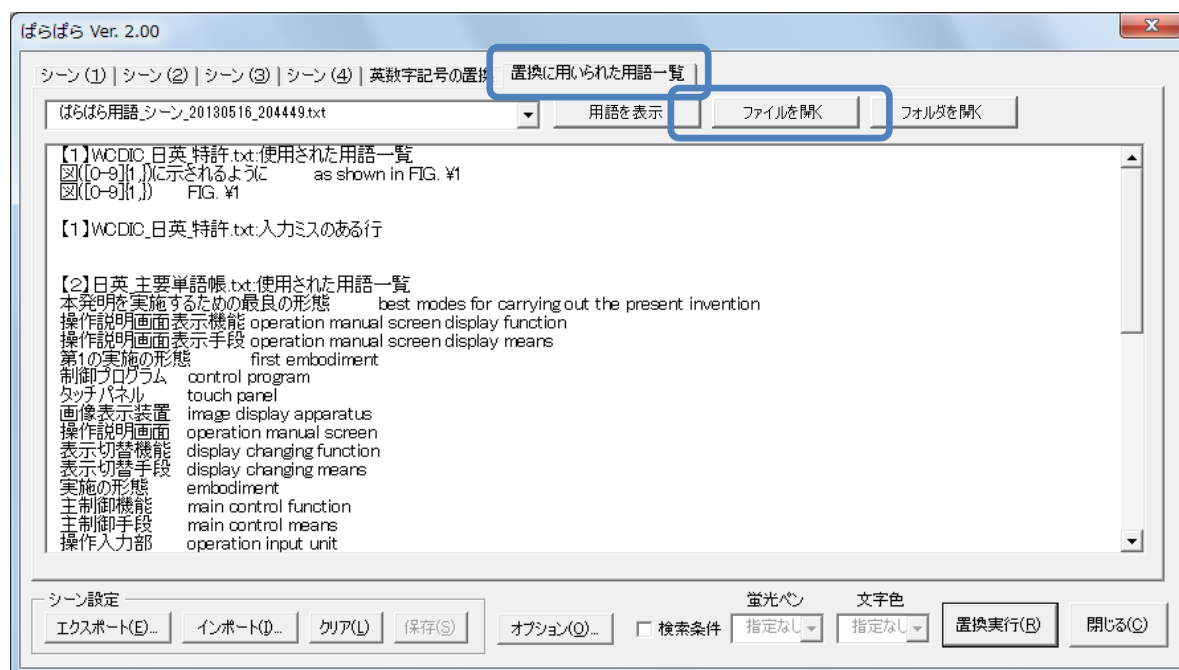 ぱらぱら Ver. 2.00
シーン (1) シーン (2) シーン (3) シーン (4) 英数字記号の置換 置換に用いられた用語一覧
ぱらぱら用語_シーン_20130516_204449.txt 用語を表示 ファイルを開く フォルダを開く
【1】WCDIC_日英_特許.txt:使用された用語一覧
図([0-9]{1,})に示されるように as shown in FIG. ¥1
図([0-9]{1,}) FIG. ¥1
【1】WCDIC_日英_特許.txt:入力ミスのある行
【2】日英_主要単語帳.txt:使用された用語一覧
本発明を実施するための最良の形態 best modes for carrying out the present invention
操作説明画面表示機能 operation manual screen display function
操作説明画面表示手段 operation manual screen display means
第1の実施の形態 first embodiment
制御プログラム control program
タッチパネル touch panel
画像表示装置 image display apparatus
操作説明画面 operation manual screen
表示切替機能 display changing function
表示切替手段 display changing means
実施の形態 embodiment
主制御機能 main control function
主制御手段 main control means
操作入力部 operation input unit
シーン設定 蛍光ペン 文字色
エクスポート(E)... インポート(I)... クリア(L) 保存(S) オプション(O)... 検索条件 指定なし 指定なし 置換実行(R) 閉じる(C)